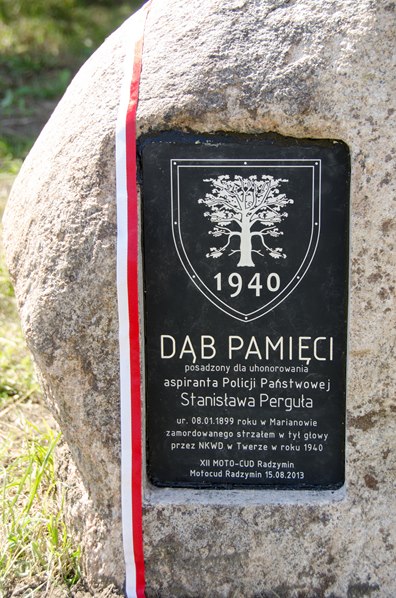 1940
DĄB PAMIĘCI
posadzony dla uhonorowania
aspiranta Policji Państwowej
Stanisława Perguła
ur. 08.01.1899 roku w Marianowie
zamordowanego strzałem w tył głowy
przez NKWD w Twerze w roku 1940
XII MOTO-CUD Radzymin
Motocud Radzymin 15.08.2013